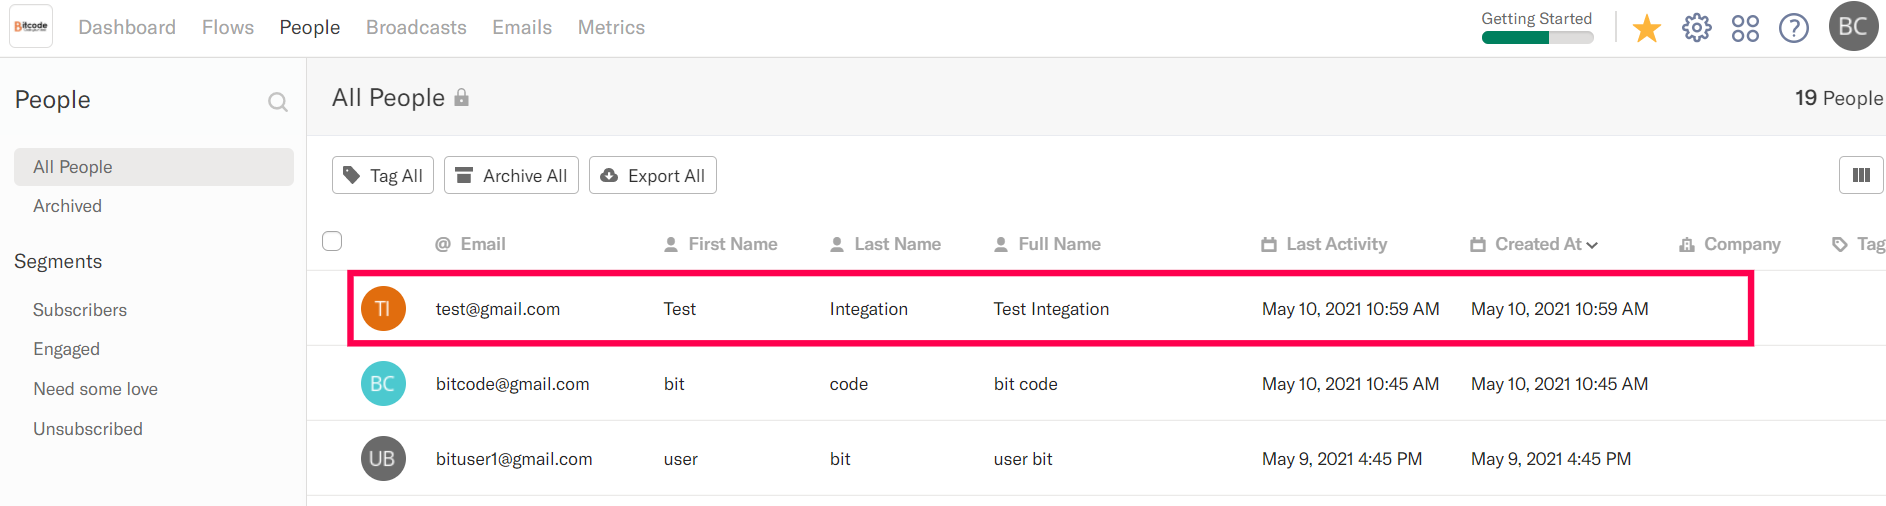 Bitcode
Dashboard Flows People Broadcasts Emails Metrics
Getting Started
BC
People
All People
19 People
All People
Archived
Segments
Subscribers
Engaged
Need some love
Unsubscribed
Tag All Archive All Export All
@ Email First Name Last Name Full Name Last Activity Created At Company Tag
TI test@gmail.com Test Integation Test Integation May 10, 2021 10:59 AM May 10, 2021 10:59 AM
BC bitcode@gmail.com bit code bit code May 10, 2021 10:45 AM May 10, 2021 10:45 AM
UB bituser1@gmail.com user bit user bit May 9, 2021 4:45 PM May 9, 2021 4:45 PM